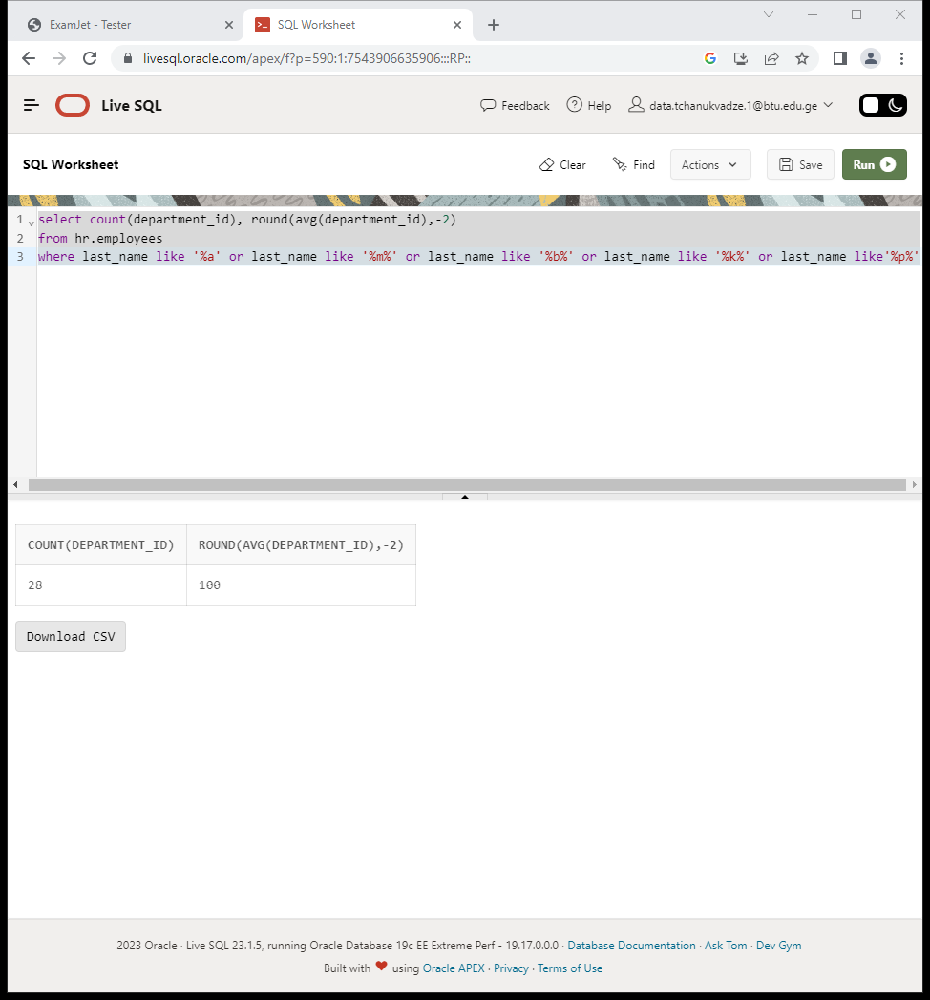 ExamJet - Tester
SQL Worksheet
livesql.oracle.com/apex/f?p=590:1:7543906635906:::RP::
Live SQL
Feedback
Help
data.tchanukvadze.1@btu.edu.ge
SQL Worksheet
Clear
Find
Actions
Save
Run
1 select count(department_id), round(avg(department_id),-2)
2 from hr.employees
3 where last_name like '%a' or last_name like '%m%' or last_name like '%b%' or last_name like '%k%' or last_name like'%p%'
COUNT(DEPARTMENT_ID) ROUND(AVG(DEPARTMENT_ID),-2)
28 100
Download CSV
2023 Oracle · Live SQL 23.1.5, running Oracle Database 19c EE Extreme Perf - 19.17.0.0.0 · Database Documentation · Ask Tom · Dev Gym
Built with ❤ using Oracle APEX · Privacy · Terms of Use